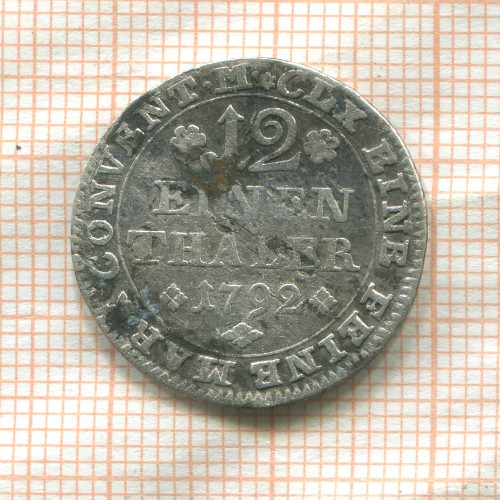 12
EINEN
THALER
1792
CLX EINE FEINE MARK CONVENT·M·